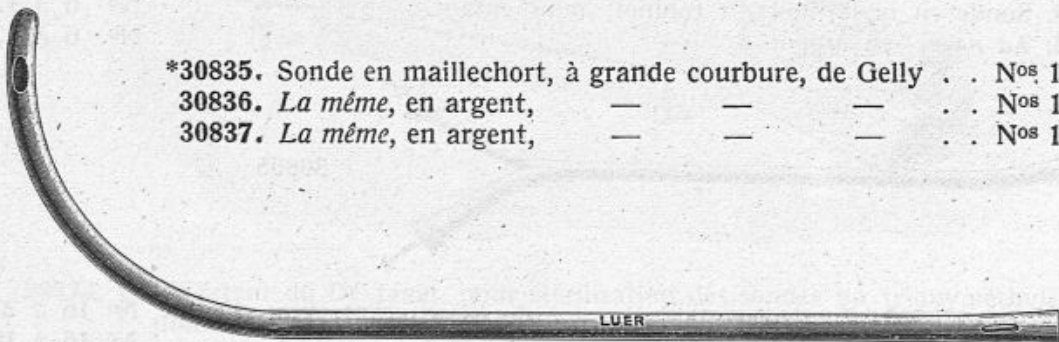 *30835. Sonde en maillechort, à grande courbure, de Gelly . . Nos 1
30836. La même, en argent, — — — . . Nos 1
30837. La même, en argent, — — — . . Nos 1
LUER